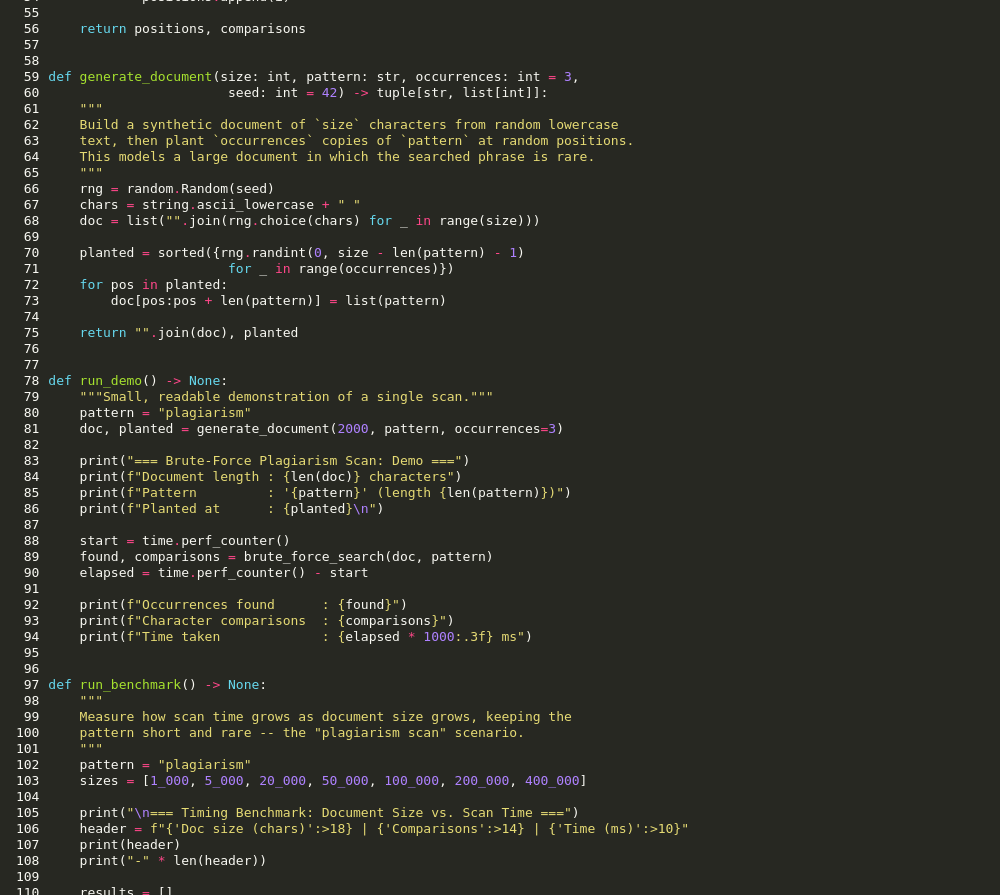 54             positions.append(i)
55
56     return positions, comparisons
57
58
59 def generate_document(size: int, pattern: str, occurrences: int = 3,
60                        seed: int = 42) -> tuple[str, list[int]]:
61     """
62     Build a synthetic document of `size` characters from random lowercase
63     text, then plant `occurrences` copies of `pattern` at random positions.
64     This models a large document in which the searched phrase is rare.
65     """
66     rng = random.Random(seed)
67     chars = string.ascii_lowercase + " "
68     doc = list("".join(rng.choice(chars) for _ in range(size)))
69
70     planted = sorted({rng.randint(0, size - len(pattern) - 1)
71                        for _ in range(occurrences)})
72     for pos in planted:
73         doc[pos:pos + len(pattern)] = list(pattern)
74
75     return "".join(doc), planted
76
77
78 def run_demo() -> None:
79     """Small, readable demonstration of a single scan."""
80     pattern = "plagiarism"
81     doc, planted = generate_document(2000, pattern, occurrences=3)
82
83     print("=== Brute-Force Plagiarism Scan: Demo ===")
84     print(f"Document length : {len(doc)} characters")
85     print(f"Pattern         : '{pattern}' (length {len(pattern)})")
86     print(f"Planted at      : {planted}\n")
87
88     start = time.perf_counter()
89     found, comparisons = brute_force_search(doc, pattern)
90     elapsed = time.perf_counter() - start
91
92     print(f"Occurrences found      : {found}")
93     print(f"Character comparisons  : {comparisons}")
94     print(f"Time taken             : {elapsed * 1000:.3f} ms")
95
96
97 def run_benchmark() -> None:
98     """
99     Measure how scan time grows as document size grows, keeping the
100     pattern short and rare -- the "plagiarism scan" scenario.
101     """
102     pattern = "plagiarism"
103     sizes = [1_000, 5_000, 20_000, 50_000, 100_000, 200_000, 400_000]
104
105     print("\n=== Timing Benchmark: Document Size vs. Scan Time ===")
106     header = f"{'Doc size (chars)':>18} | {'Comparisons':>14} | {'Time (ms)':>10}"
107     print(header)
108     print("-" * len(header))
109
110     results = []